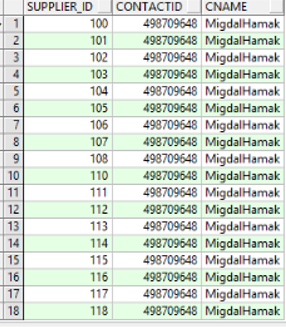 SUPPLIER_ID CONTACTID CNAME
1 100 498709648 MigdalHamak
2 101 498709648 MigdalHamak
3 102 498709648 MigdalHamak
4 103 498709648 MigdalHamak
5 104 498709648 MigdalHamak
6 105 498709648 MigdalHamak
7 106 498709648 MigdalHamak
8 107 498709648 MigdalHamak
9 108 498709648 MigdalHamak
10 110 498709648 MigdalHamak
11 111 498709648 MigdalHamak
12 112 498709648 MigdalHamak
13 113 498709648 MigdalHamak
14 114 498709648 MigdalHamak
15 115 498709648 MigdalHamak
16 116 498709648 MigdalHamak
17 117 498709648 MigdalHamak
18 118 498709648 MigdalHamak